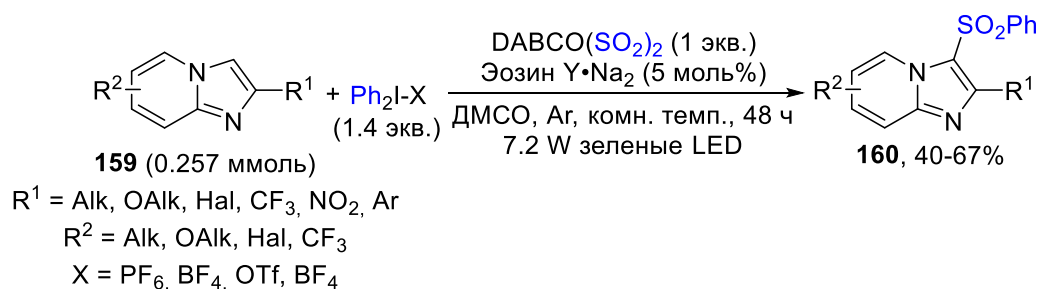 DABCO(SO₂)₂ (1 экв.)
Эозин Y•Na₂ (5 моль%)
ДМСО, Ar, комн. темп., 48 ч
7.2 W зеленые LED
R² N N R¹ + Ph₂I-X
(1.4 экв.)
159 (0.257 ммоль)
R¹ = Alk, OAlk, Hal, CF₃, NO₂, Ar
R² = Alk, OAlk, Hal, CF₃
X = PF₆, BF₄, OTf, BF₄
SO₂Ph
R² N N R¹
160, 40-67%